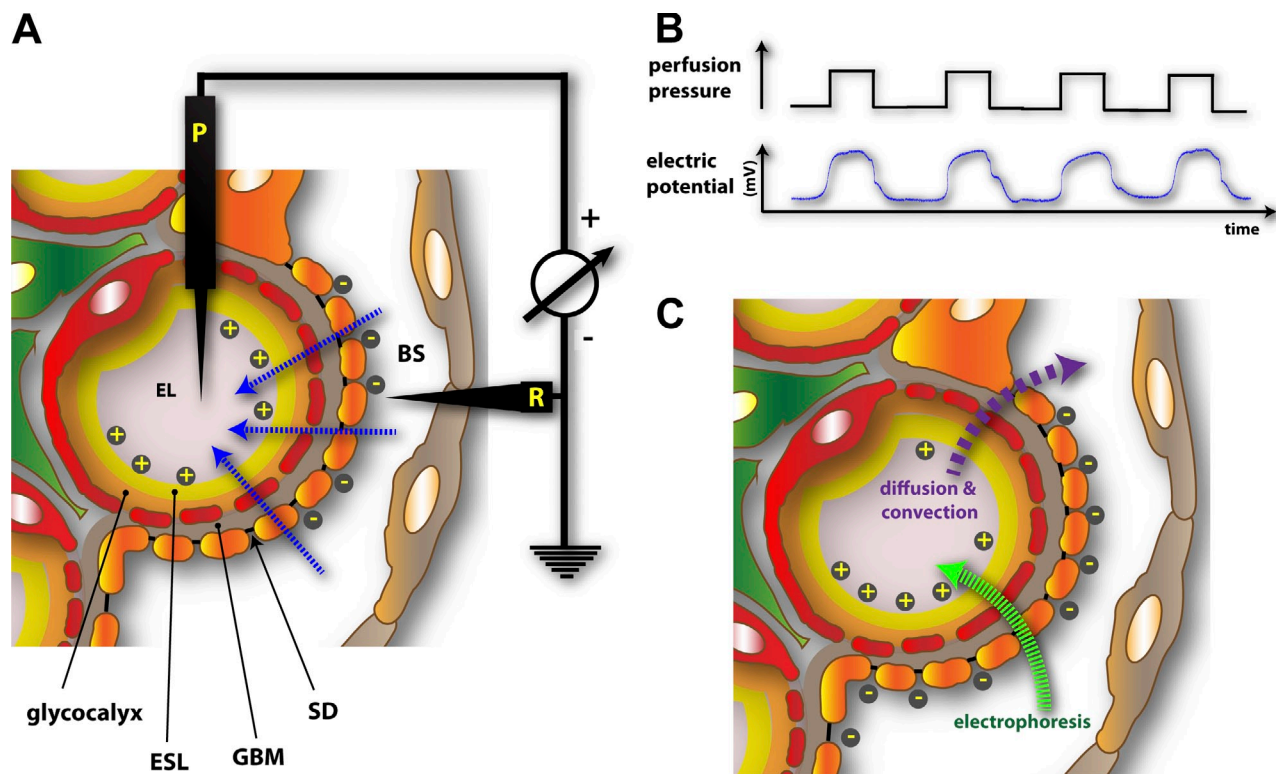 A
P
+
-
BS
R
EL
+
+
+
+
+
+
-
-
-
-
-
-
-
glycocalyx
ESL
GBM
SD
B
perfusion
pressure
electric
potential
(mV)
time
C
diffusion &
convection
+
+
+
+
+
+
-
-
-
-
-
-
-
-
-
electrophoresis